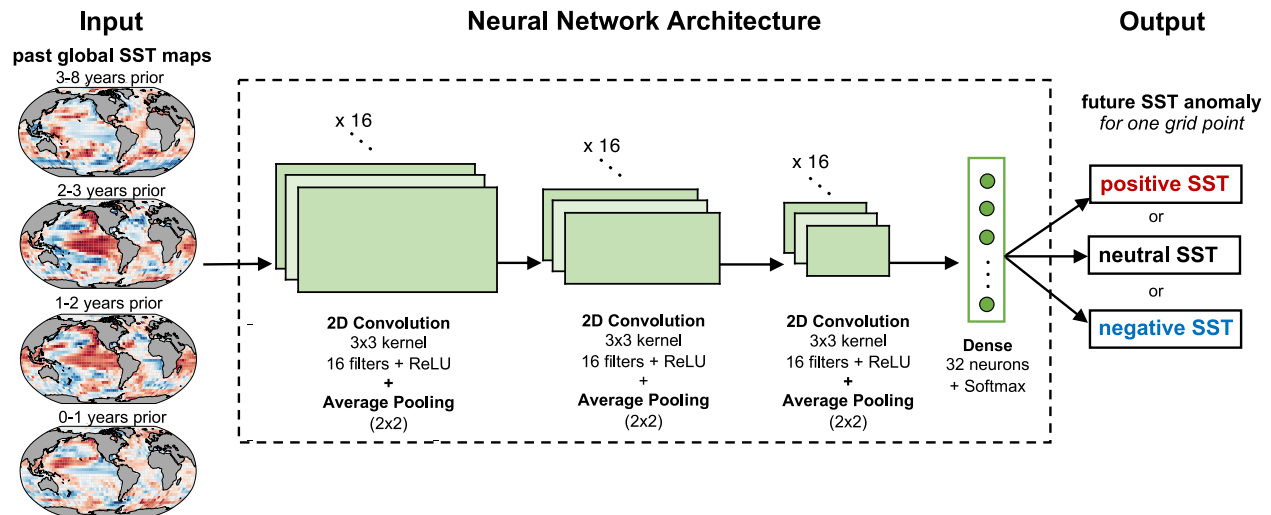 Input
past global SST maps
3-8 years prior
2-3 years prior
1-2 years prior
0-1 years prior
Neural Network Architecture
x 16
2D Convolution
3x3 kernel
16 filters + ReLU
+
Average Pooling
(2x2)
x 16
2D Convolution
3x3 kernel
16 filters + ReLU
+
Average Pooling
(2x2)
x 16
2D Convolution
3x3 kernel
16 filters + ReLU
+
Average Pooling
(2x2)
Dense
32 neurons
+ Softmax
Output
future SST anomaly
for one grid point
positive SST
or
neutral SST
or
negative SST